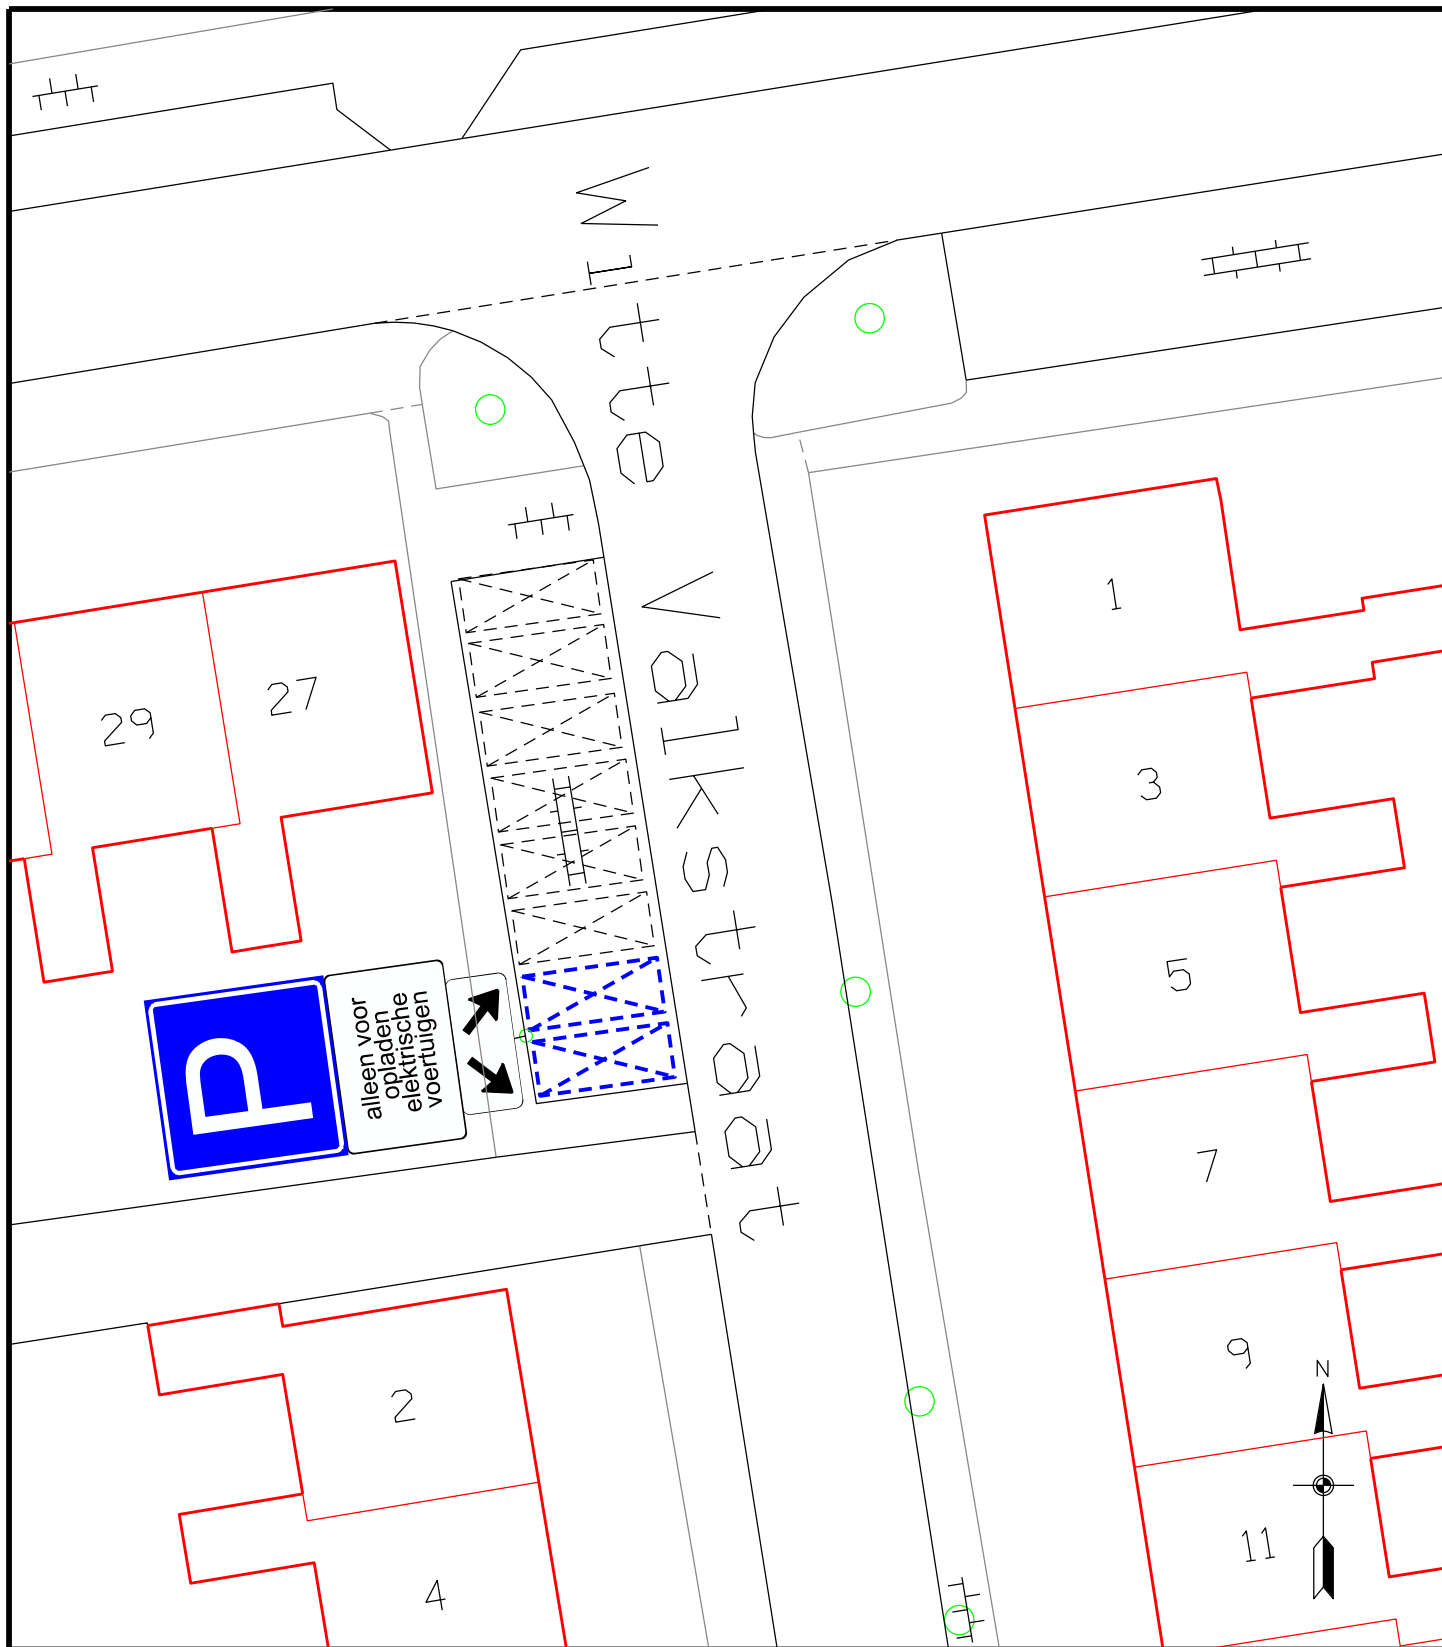 Witte Valkstraat
1
3
5
7
9
11
29
27
P
alleen voor
opladen
elektrische
voertuigen
2
4
N